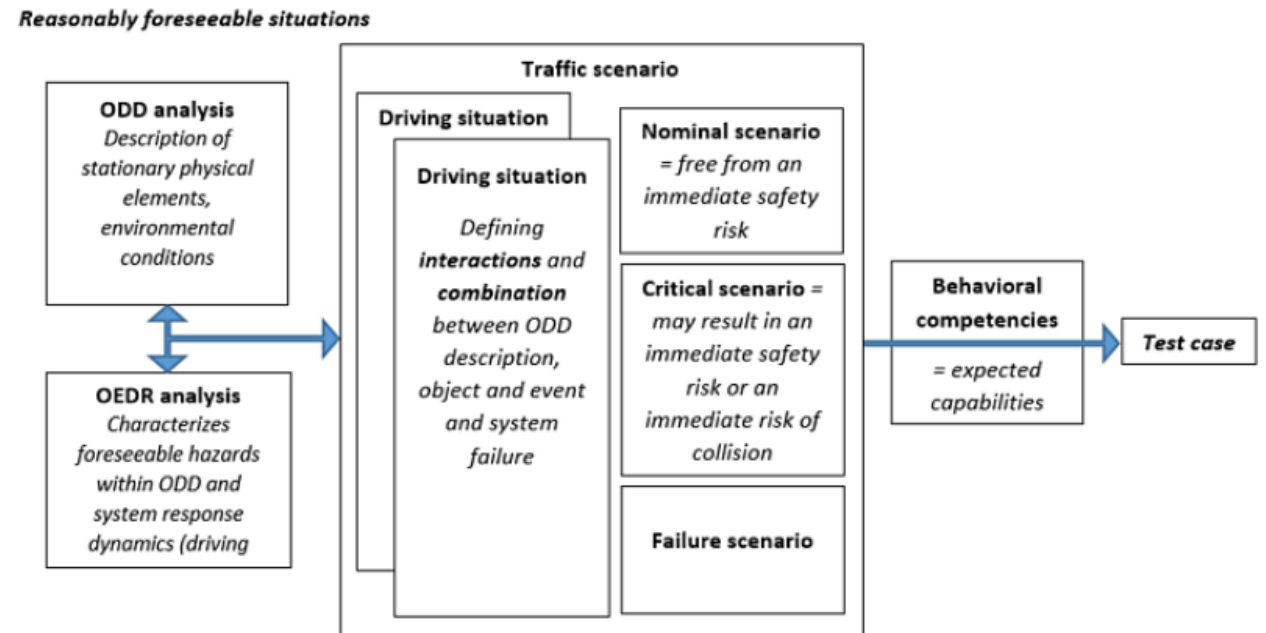 Reasonably foreseeable situations
ODD analysis
Description of
stationary physical
elements,
environmental
conditions
OEDR analysis
Characterizes
foreseeable hazards
within ODD and
system response
dynamics (driving
Traffic scenario
Driving situation
Driving situation
Defining
interactions and
combination
between ODD
description,
object and event
and system
failure
Nominal scenario
= free from an
immediate safety
risk
Critical scenario =
may result in an
immediate safety
risk or an
immediate risk of
collision
Failure scenario
Behavioral
competencies
= expected
capabilities
Test case